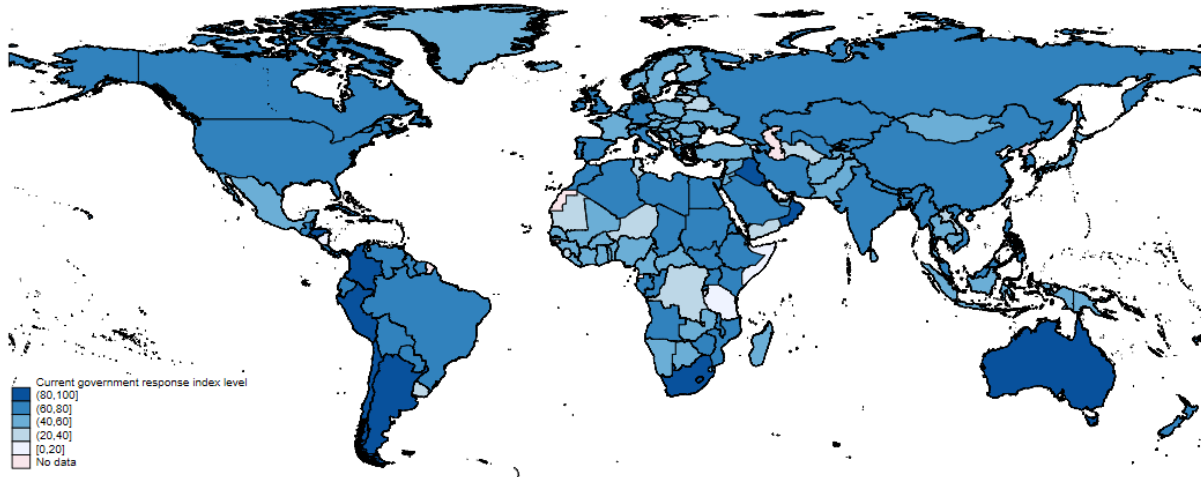 Current government response index level
(80,100]
(60,80]
(40,60]
(20,40]
[0,20]
No data